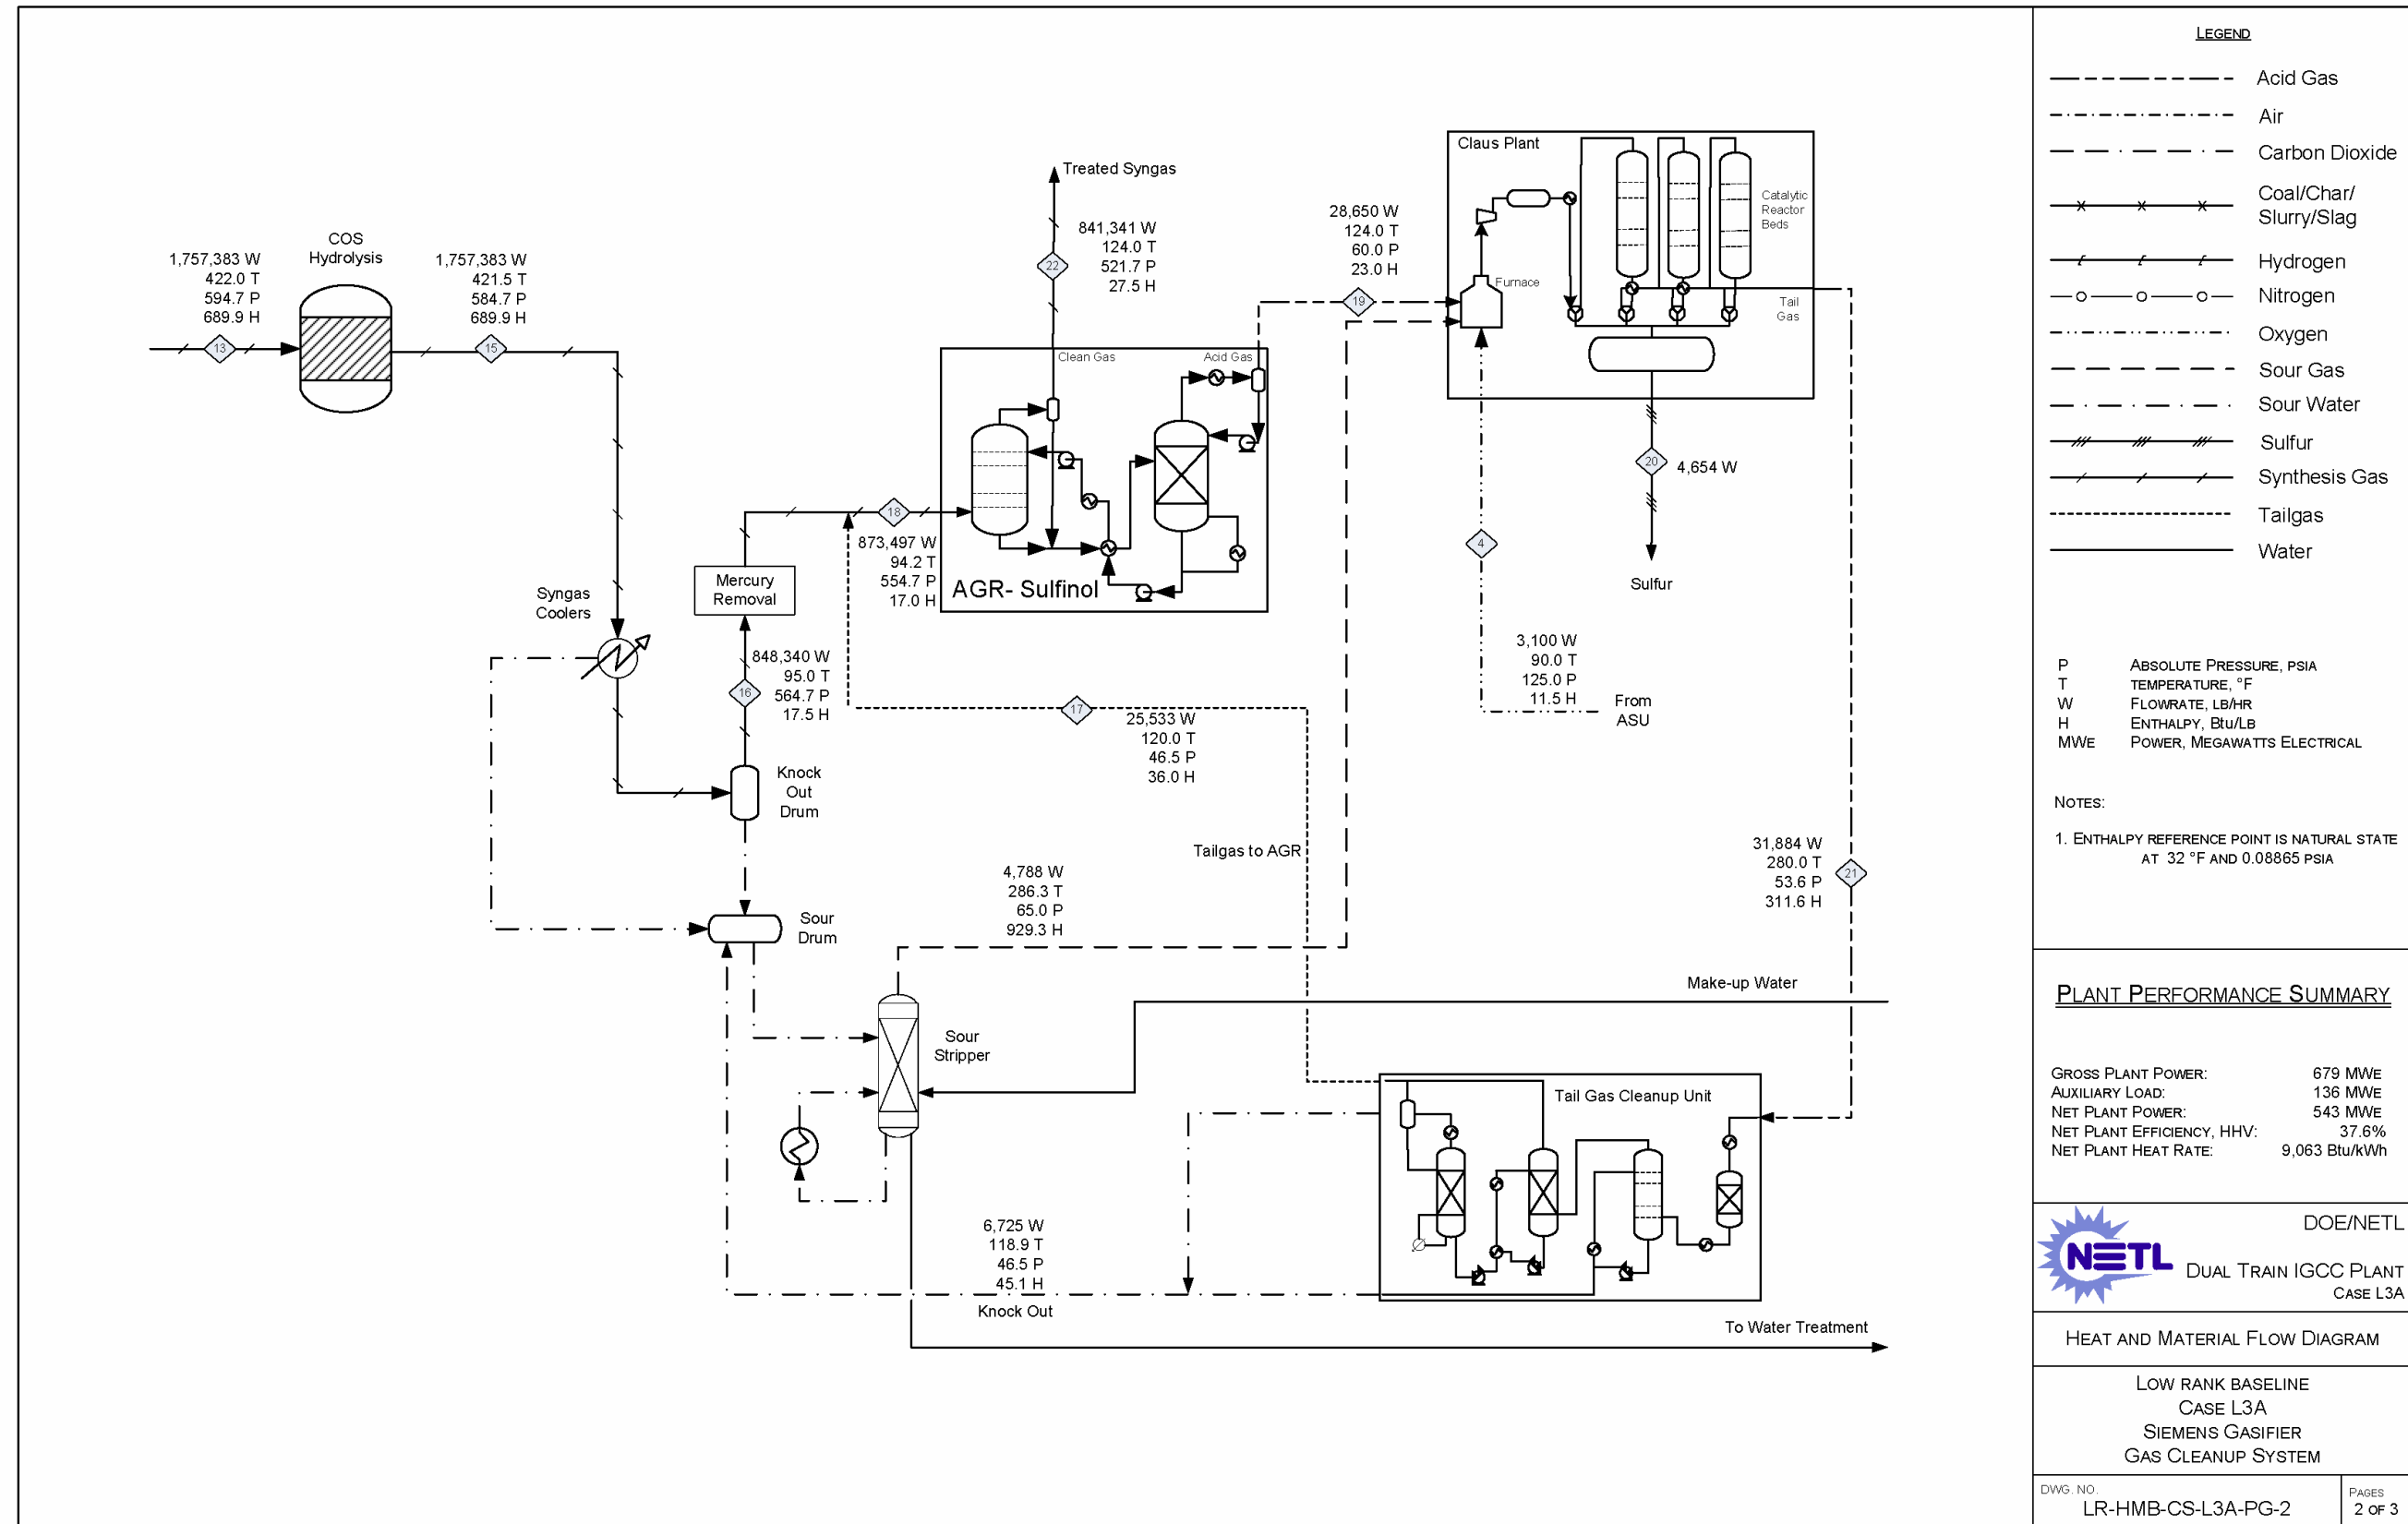 COS
Hydrolysis
1,757,383 W
422.0 T
594.7 P
689.9 H
13
1,757,383 W
421.5 T
584.7 P
689.9 H
15
Syngas
Coolers
Mercury
Removal
848,340 W
95.0 T
564.7 P
17.5 H
16
Knock
Out
Drum
Sour
Drum
Treated Syngas
841,341 W
124.0 T
521.7 P
27.5 H
22
Clean Gas
Acid Gas
18
873,497 W
94.2 T
554.7 P
17.0 H
AGR- Sulfinol
17
25,533 W
120.0 T
46.5 P
36.0 H
Tailgas to AGR
28,650 W
124.0 T
60.0 P
23.0 H
19
Claus Plant
Catalytic
Reactor
Beds
Furnace
Tail
Gas
20
4,654 W
Sulfur
4
3,100 W
90.0 T
125.0 P
11.5 H
From
ASU
31,884 W
280.0 T
53.6 P
311.6 H
21
4,788 W
286.3 T
65.0 P
929.3 H
Sour
Stripper
Make-up Water
Tail Gas Cleanup Unit
6,725 W
118.9 T
46.5 P
45.1 H
Knock Out
To Water Treatment
LEGEND
Acid Gas
Air
Carbon Dioxide
Coal/Char/
Slurry/Slag
Hydrogen
Nitrogen
Oxygen
Sour Gas
Sour Water
Sulfur
Synthesis Gas
Tailgas
Water
P ABSOLUTE PRESSURE, PSIA
T TEMPERATURE, °F
W FLOWRATE, LB/HR
H ENTHALPY, Btu/LB
MWE POWER, MEGAWATTS ELECTRICAL
NOTES:
1. ENTHALPY REFERENCE POINT IS NATURAL STATE
AT 32 °F AND 0.08865 PSIA
PLANT PERFORMANCE SUMMARY
GROSS PLANT POWER: 679 MWE
AUXILIARY LOAD: 136 MWE
NET PLANT POWER: 543 MWE
NET PLANT EFFICIENCY, HHV: 37.6%
NET PLANT HEAT RATE: 9,063 Btu/kWh
NETL
DOE/NETL
DUAL TRAIN IGCC PLANT
CASE L3A
HEAT AND MATERIAL FLOW DIAGRAM
LOW RANK BASELINE
CASE L3A
SIEMENS GASIFIER
GAS CLEANUP SYSTEM
DWG. NO.
LR-HMB-CS-L3A-PG-2
PAGES
2 OF 3